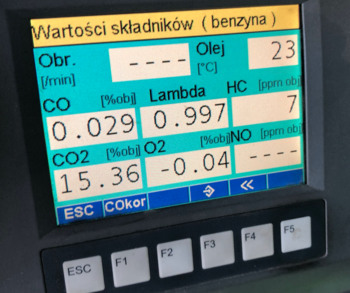 Wartości składników ( benzyna )
Obr. ---- Olej 23
[/min] [°C]
CO [%obj] Lambda HC [ppm obj]
0.029 0.997 7
CO2 [%obj] O2 [%obj] NO [ppm obj]
15.36 -0.04 ----
ESC COkor «
ESC F1 F2 F3 F4 F5